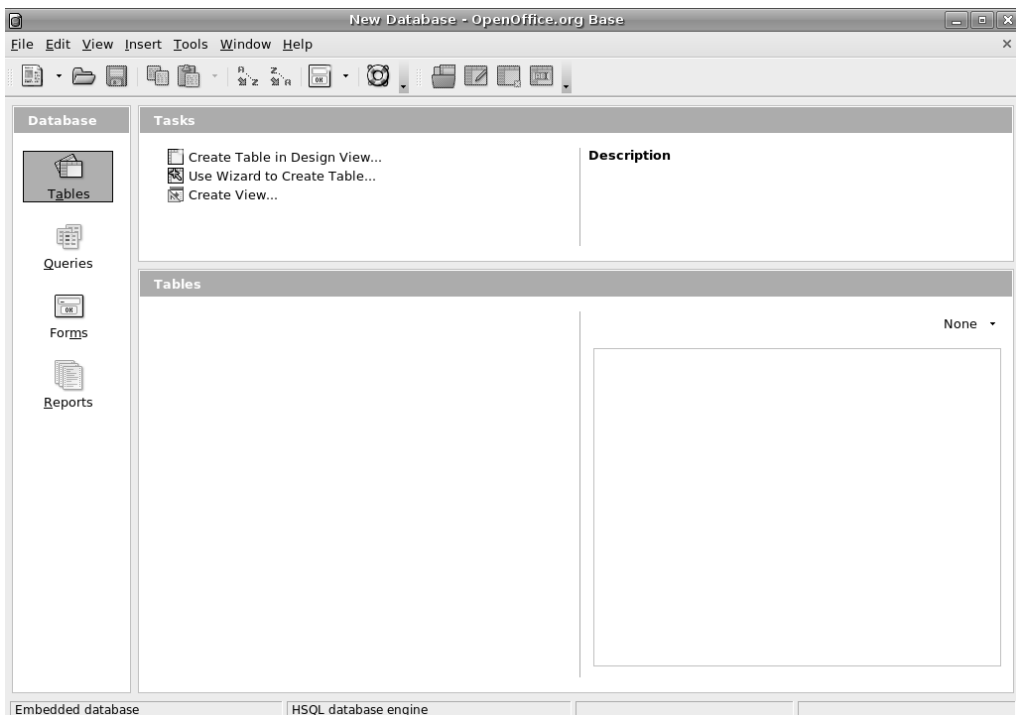 New Database - OpenOffice.org Base
File Edit View Insert Tools Window Help
Database
Tables
Queries
Forms
Reports
Tasks
Create Table in Design View...
Use Wizard to Create Table...
Create View...
Description
Tables
None
Embedded database HSQL database engine